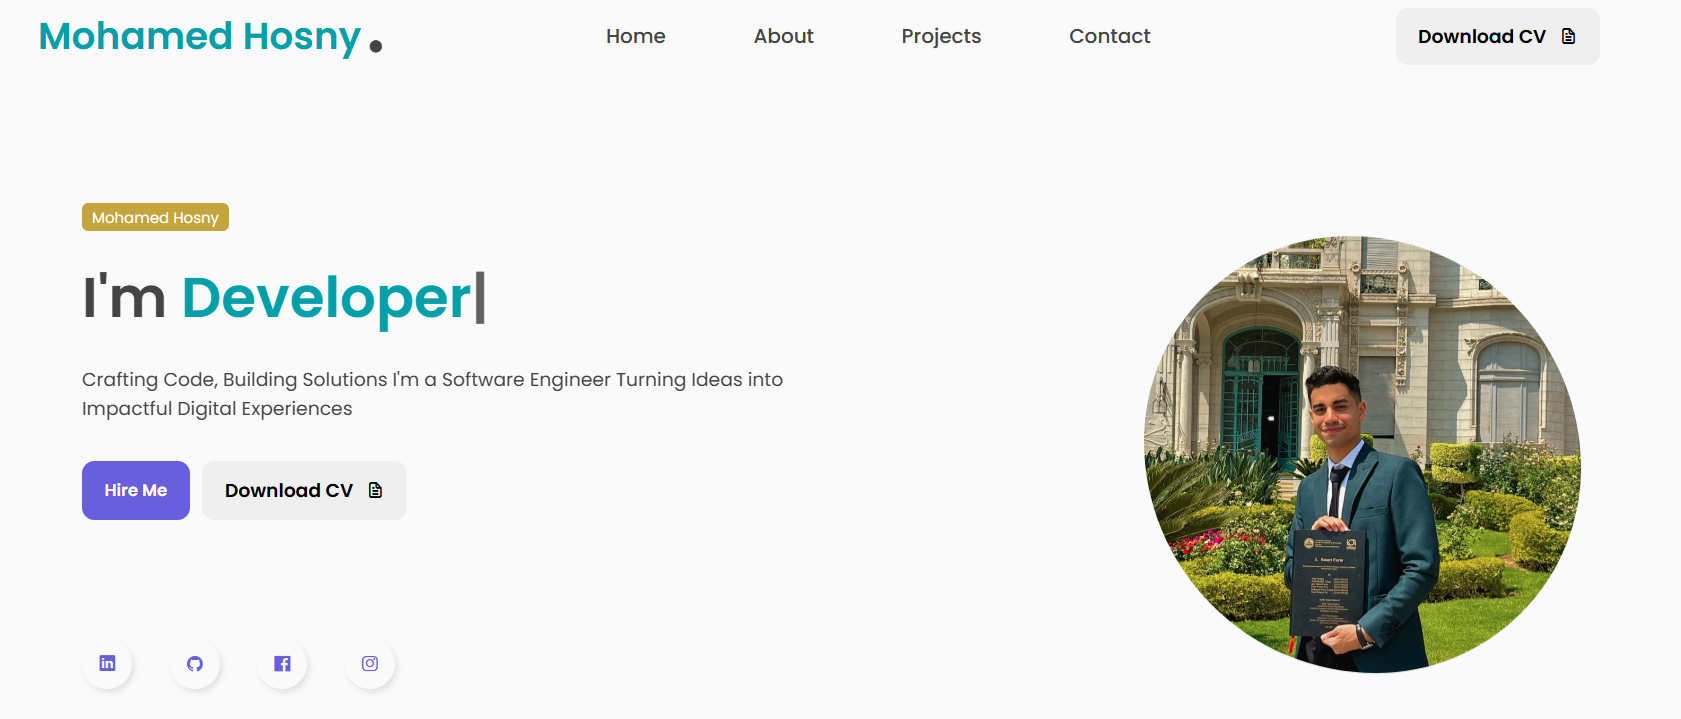 Mohamed Hosny .
Home
About
Projects
Contact
Download CV
Mohamed Hosny
I'm Developer|
Crafting Code, Building Solutions I'm a Software Engineer Turning Ideas into
Impactful Digital Experiences
Hire Me
Download CV